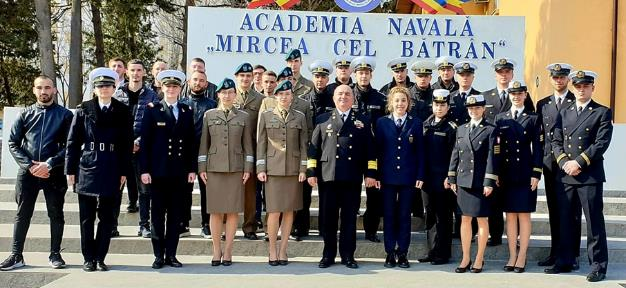 ACADEMIA NAVALĂ
„MIRCEA CEL BĂTRÂN”